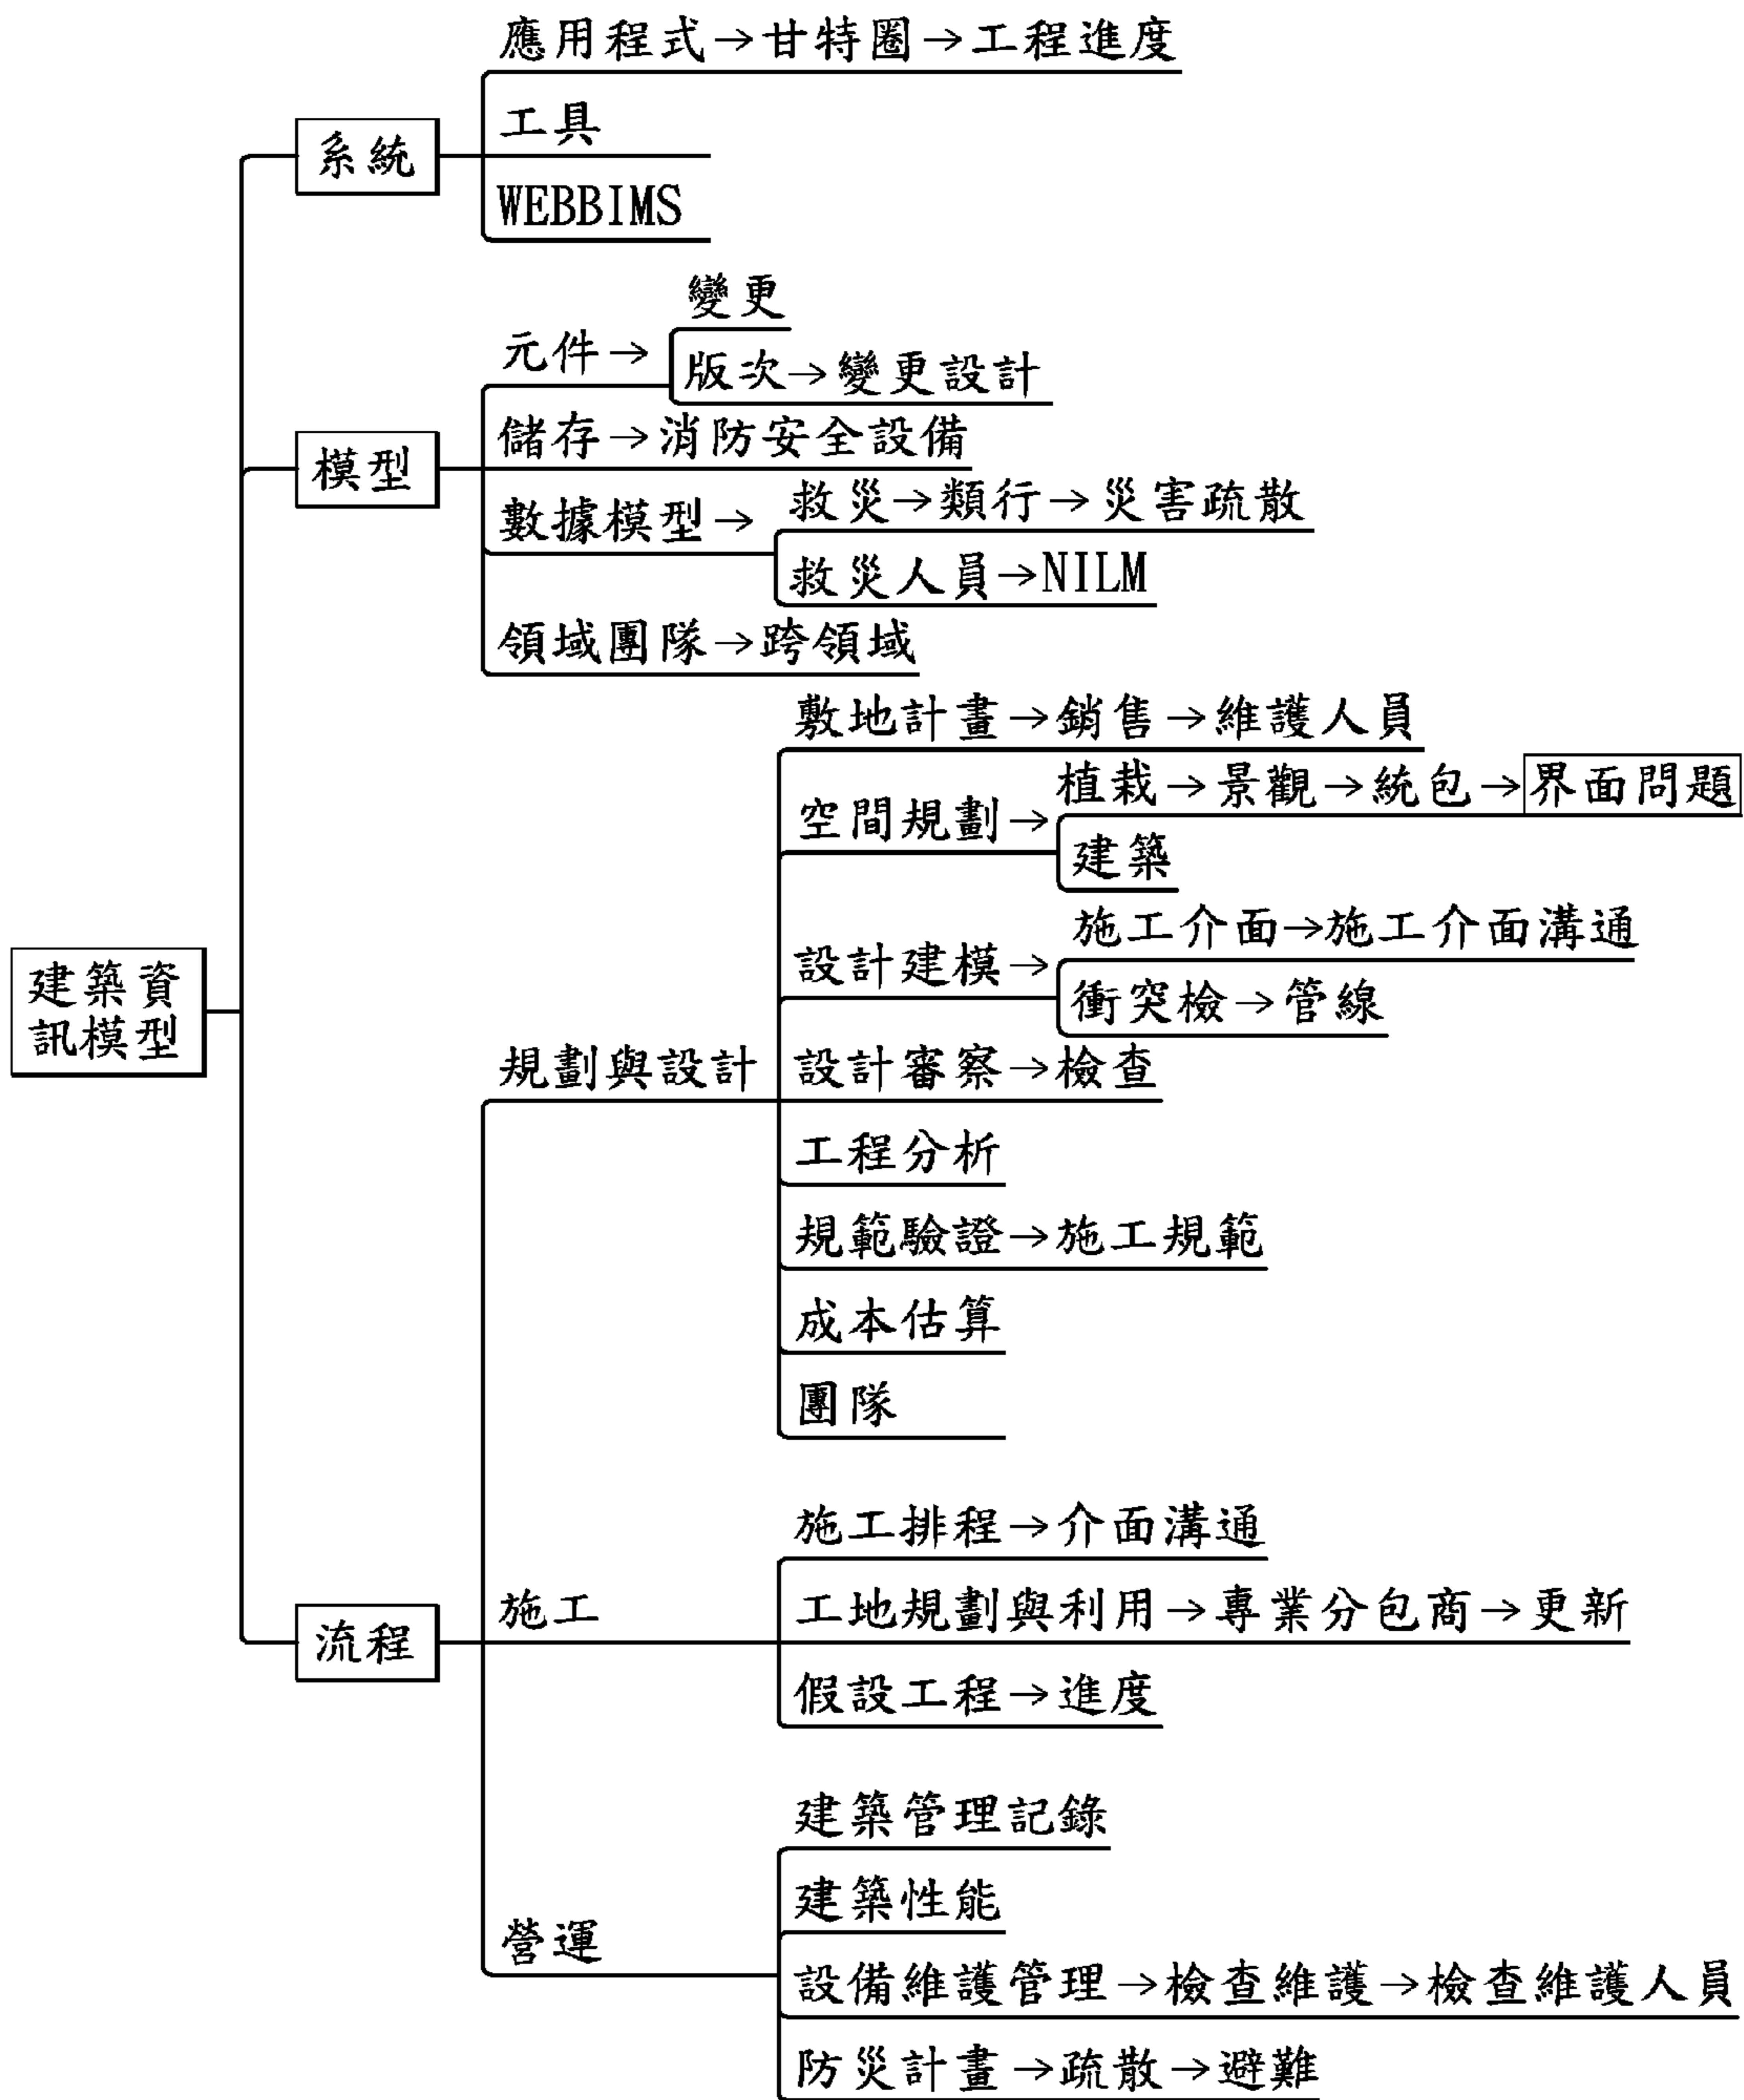 應用程式→甘特圈→工程進度
系統
工具
WEBBIMS
變更
元件→
版次→變更設計
儲存→消防安全設備
模型
數據模型→
救災→類行→災害疏散
救災人員→NILM
領域團隊→跨領域
敷地計畫→銷售→維護人員
空間規劃→
植栽→景觀→統包→界面問題
建築
設計建模→
施工介面→施工介面溝通
衝突檢→管線
建築資
訊模型
規劃與設計
設計審察→檢查
工程分析
規範驗證→施工規範
成本估算
團隊
施工排程→介面溝通
施工
工地規劃與利用→專業分包商→更新
流程
假設工程→進度
建築管理記錄
建築性能
營運
設備維護管理→檢查維護→檢查維護人員
防災計畫→疏散→避難